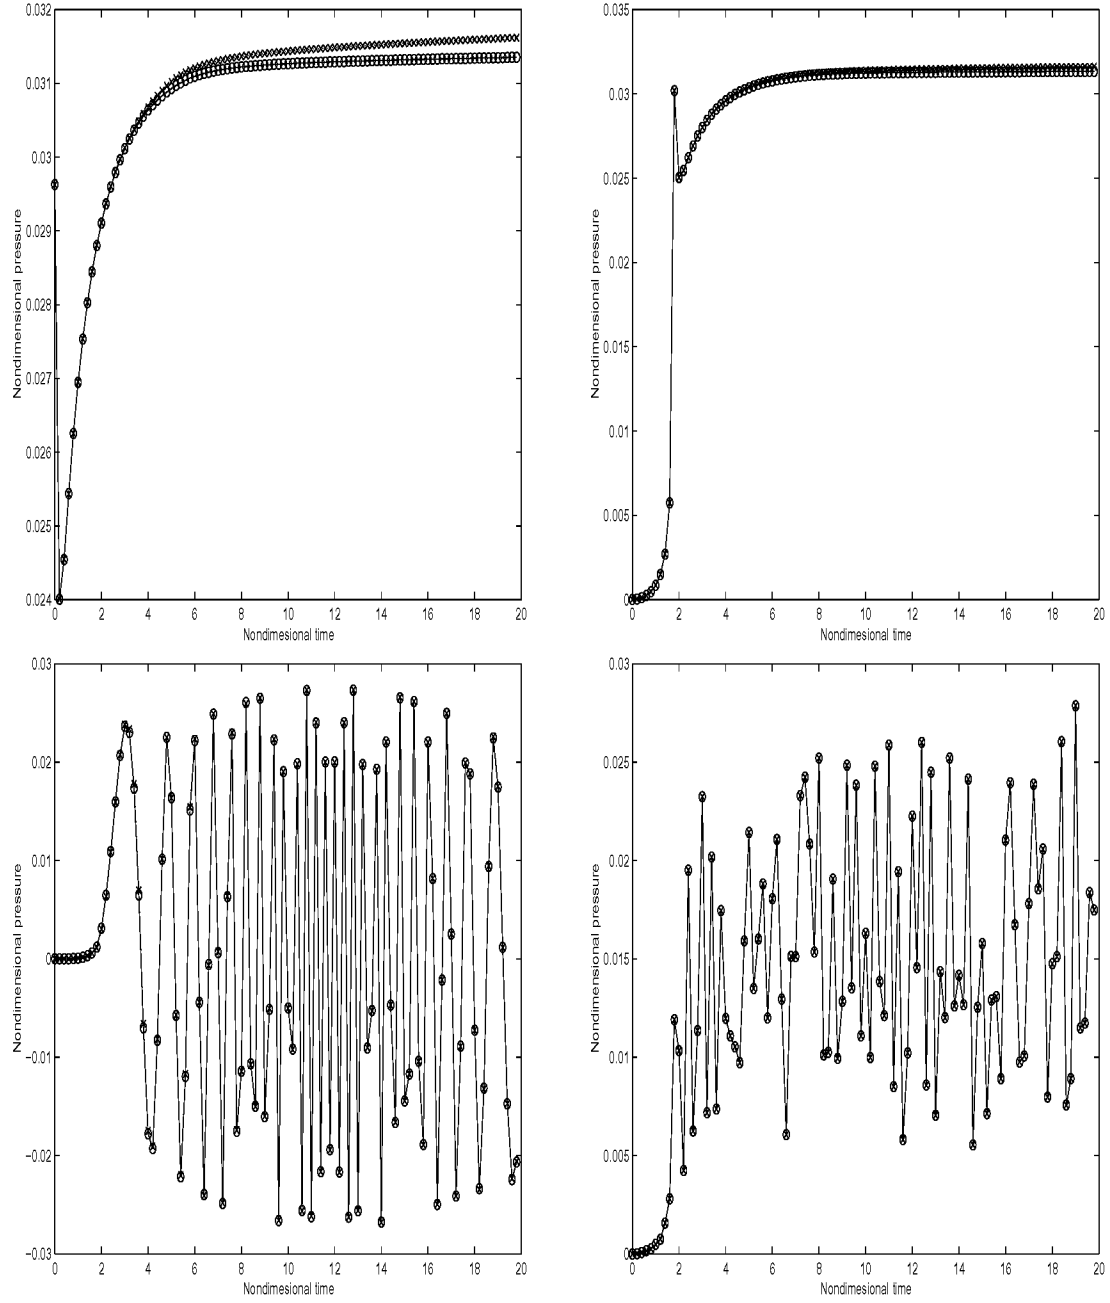 0.032
0.031
0.03
0.029
0.028
0.027
0.026
0.025
0.024
Nondimensional pressure
0 2 4 6 8 10 12 14 16 18 20
Nondimesional time
0.035
0.03
0.025
0.02
0.015
0.01
0.005
0
Nondimensional pressure
0 2 4 6 8 10 12 14 16 18 20
Nondimesional time
0.03
0.02
0.01
0
−0.01
−0.02
−0.03
Nondimensional pressure
0 2 4 6 8 10 12 14 16 18 20
Nondimesional time
0.03
0.025
0.02
0.015
0.01
0.005
0
Nondimensional pressure
0 2 4 6 8 10 12 14 16 18 20
Nondimesional time